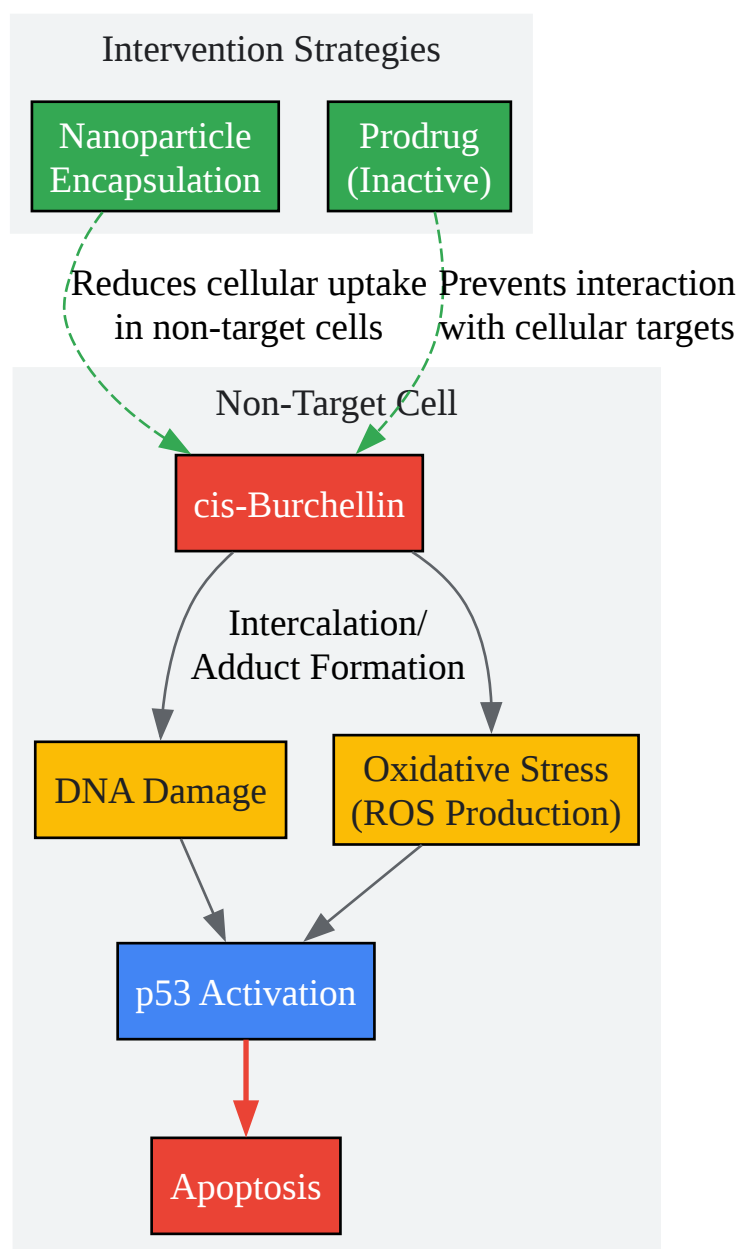 Intervention Strategies
Nanoparticle
Encapsulation
Prodrug
(Inactive)
Reduces cellular uptake
in non-target cells
Prevents interaction
with cellular targets
Non-Target Cell
cis-Burchellin
Intercalation/
Adduct Formation
DNA Damage
Oxidative Stress
(ROS Production)
p53 Activation
Apoptosis